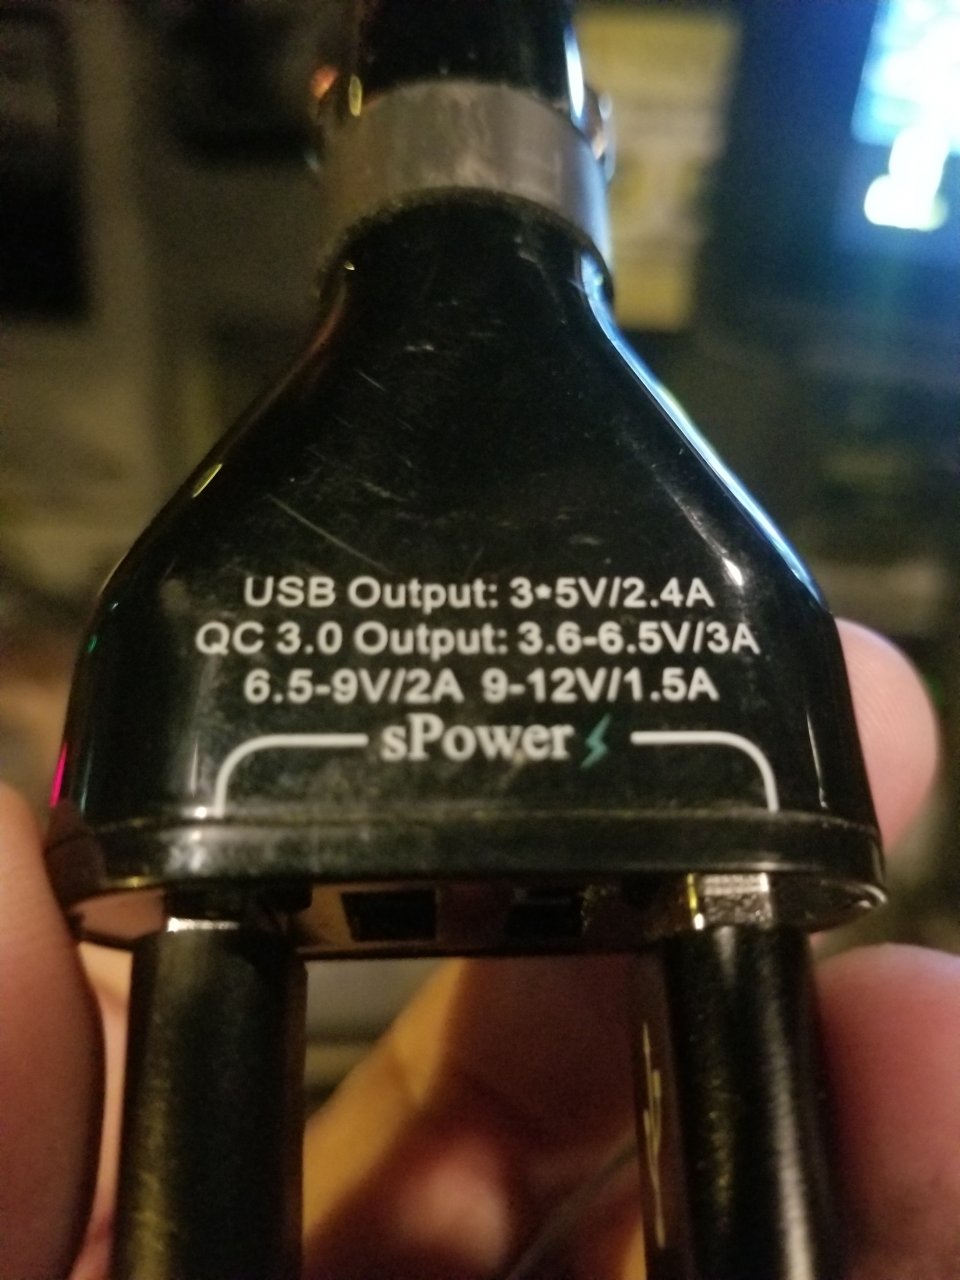 USB Output: 3•5V/2.4A
QC 3.0 Output: 3.6-6.5V/3A
6.5-9V/2A 9-12V/1.5A
sPower